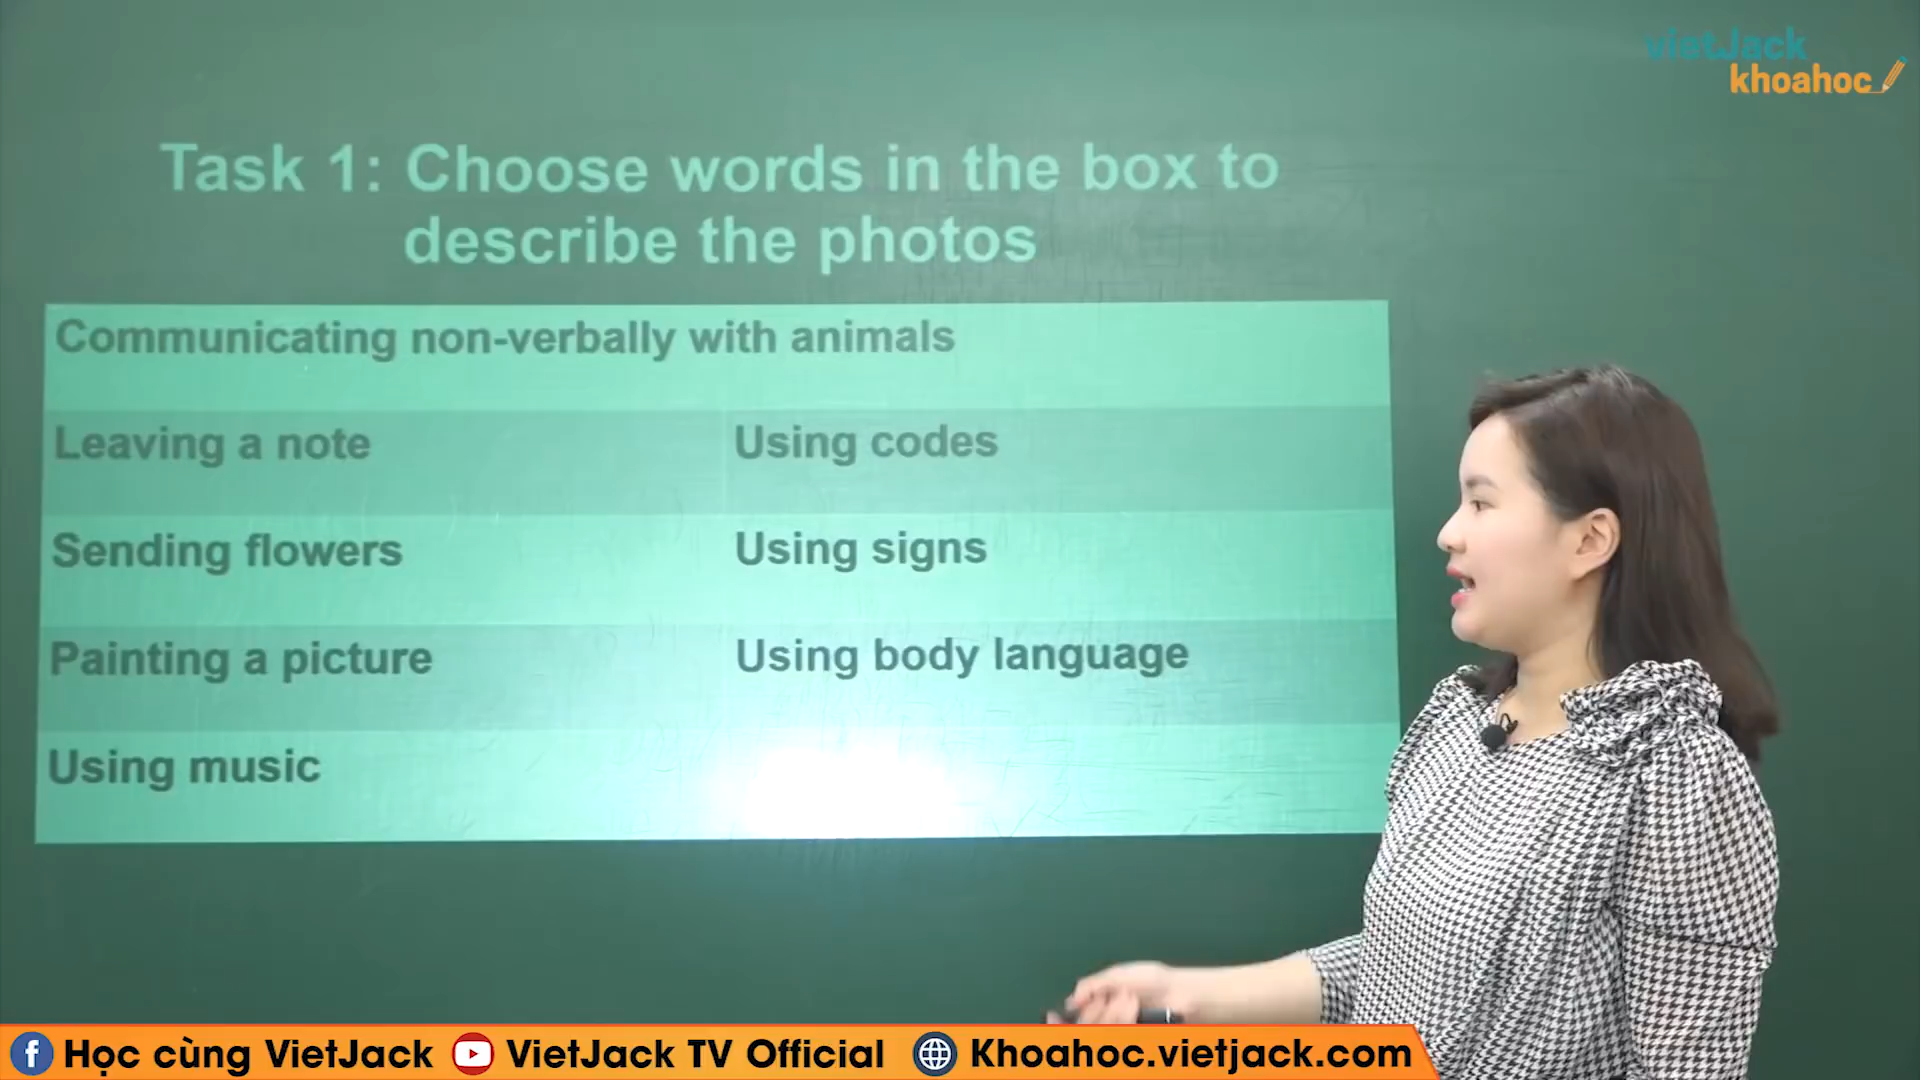 vietJack
khoahoc
Task 1: Choose words in the box to
describe the photos
Communicating non-verbally with animals
Leaving a note
Using codes
Sending flowers
Using signs
Painting a picture
Using body language
Using music
Học cùng VietJack
VietJack TV Official
Khoahoc.vietjack.com